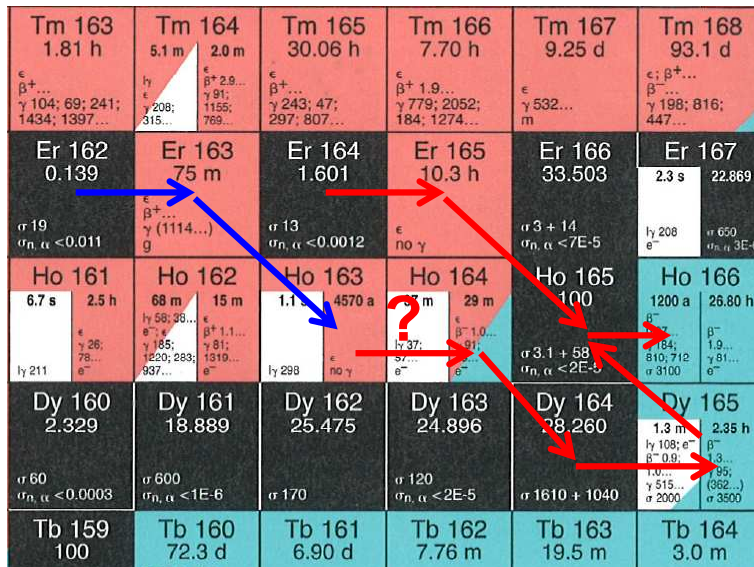 Tm 163
1.81 h
ϵ
β⁺...
γ 104; 69; 241;
1434; 1397...
Tm 164
5.1 m 2.0 m
Iγ
ϵ
β⁺ 2.9...
γ 208;
315...
γ 91;
1155;
769...
Tm 165
30.06 h
ϵ
β⁺...
γ 243; 47;
297; 807...
Tm 166
7.70 h
ϵ
β⁺ 1.9...
γ 779; 2052;
184; 1274...
Tm 167
9.25 d
ϵ
γ 532...
m
Tm 168
93.1 d
ϵ; β⁺...
β⁻...
γ 198; 816;
447...
Er 162
0.139
σ 19
σn, α <0.011
Er 163
75 m
ϵ
β⁺...
γ (1114...)
g
Er 164
1.601
σ 13
σn, α <0.0012
Er 165
10.3 h
ϵ
no γ
Er 166
33.503
σ 3 + 14
σn, α <7E-5
Er 167
2.3 s 22.869
Iγ 208
e⁻
σ 650
σn, α 3E-6
Ho 161
6.7 s 2.5 h
Iγ 211
ϵ
γ 26;
78...
e⁻
Ho 162
68 m 15 m
Iγ 58; 38...
e⁻; ϵ
γ 185;
1220; 283;
937...
ϵ
β⁺ 1.1...
γ 81;
1319...
e⁻
Ho 163
1.1 s 4570 a
Iγ 298
ϵ
no γ
?
Ho 164
37 m 29 m
Iγ 37;
57...
e⁻
ϵ
β⁻ 1.0...
91;
e⁻
Ho 165
100
σ 3.1 + 58
σn, α <2E-5
Ho 166
1200 a 26.80 h
β⁻
184;
810; 712
σ 3100
β⁻
1.9...
γ 81...
e⁻
Dy 160
2.329
σ 60
σn, α <0.0003
Dy 161
18.889
σ 600
σn, α <1E-6
Dy 162
25.475
σ 170
Dy 163
24.896
σ 120
σn, α <2E-5
Dy 164
28.260
σ 1610 + 1040
Dy 165
1.3 m 2.35 h
Iγ 108; e⁻
β⁻ 0.9;
1.0...
γ 515...
σ 2000
β⁻
1.3...
γ 95;
(362...)
σ 3500
Tb 159
100
Tb 160
72.3 d
Tb 161
6.90 d
Tb 162
7.76 m
Tb 163
19.5 m
Tb 164
3.0 m